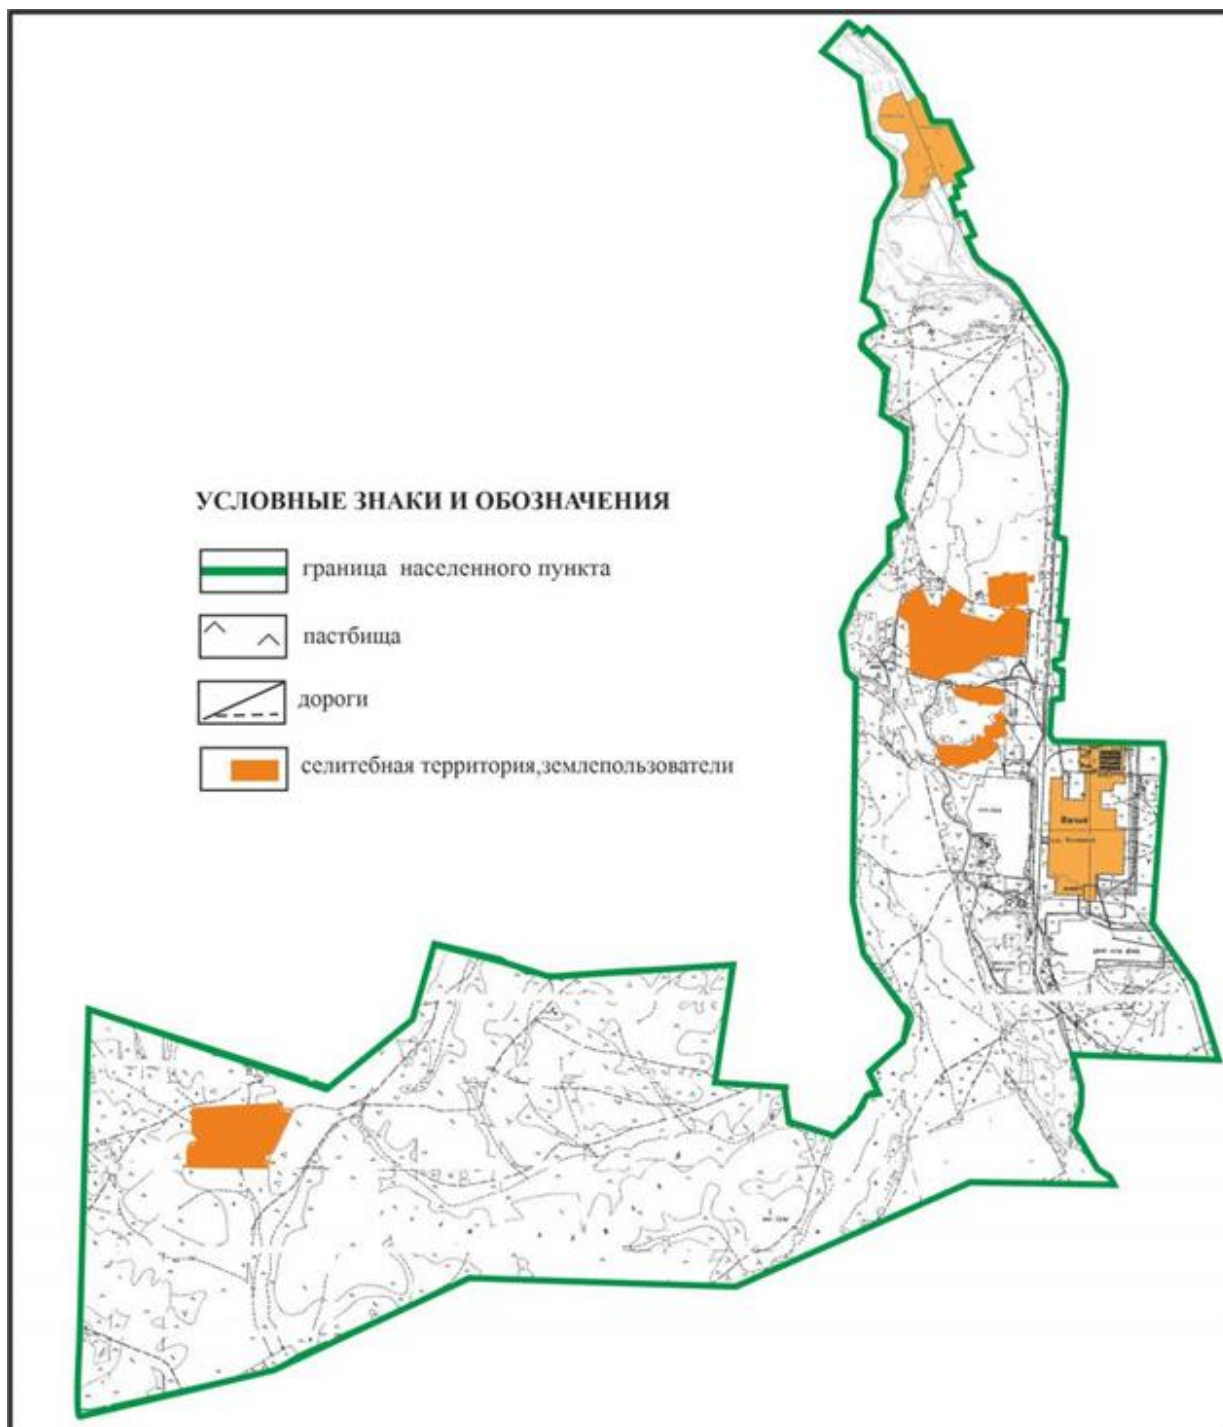 УСЛОВНЫЕ ЗНАКИ И ОБОЗНАЧЕНИЯ
граница населенного пункта
пастбища
дороги
селитебная территория,землепользователи